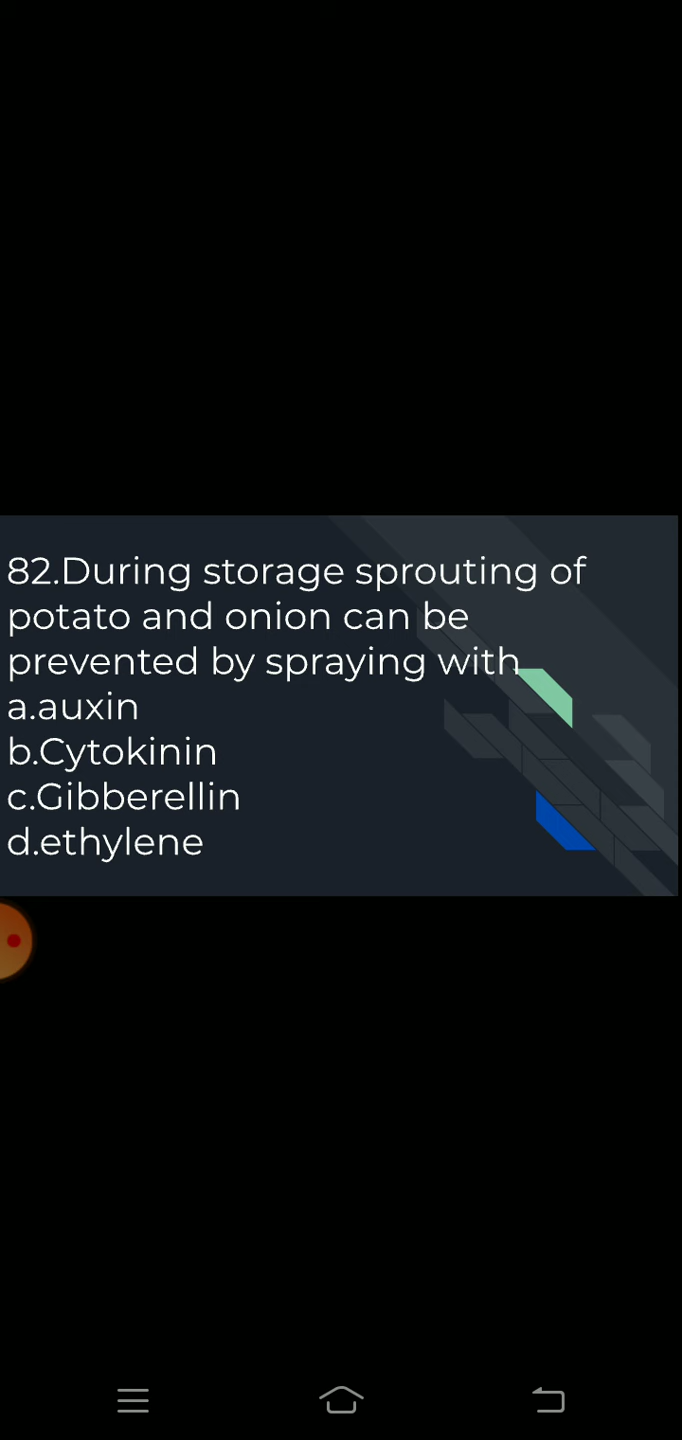 82.During storage sprouting of
potato and onion can be
prevented by spraying with
a.auxin
b.Cytokinin
c.Gibberellin
d.ethylene